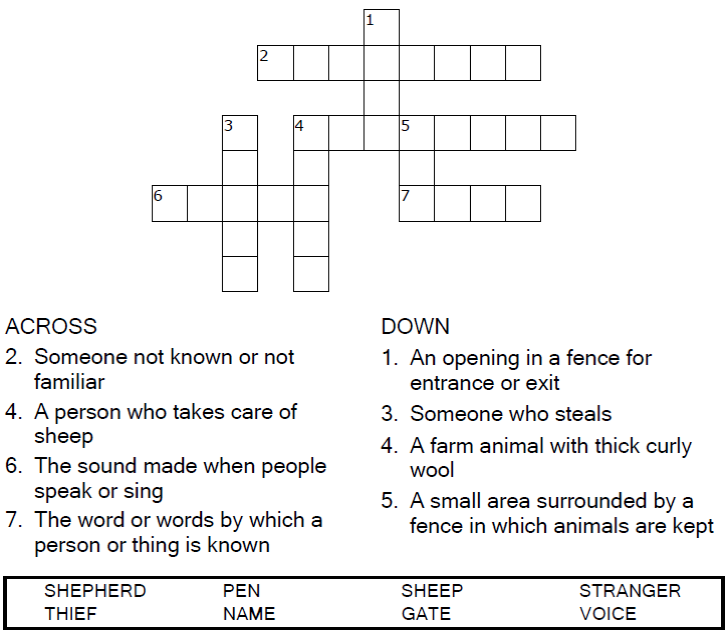 1
2
3 4 5
6 7
ACROSS
2. Someone not known or not
familiar
4. A person who takes care of
sheep
6. The sound made when people
speak or sing
7. The word or words by which a
person or thing is known
DOWN
1. An opening in a fence for
entrance or exit
3. Someone who steals
4. A farm animal with thick curly
wool
5. A small area surrounded by a
fence in which animals are kept
SHEPHERD PEN SHEEP STRANGER
THIEF NAME GATE VOICE